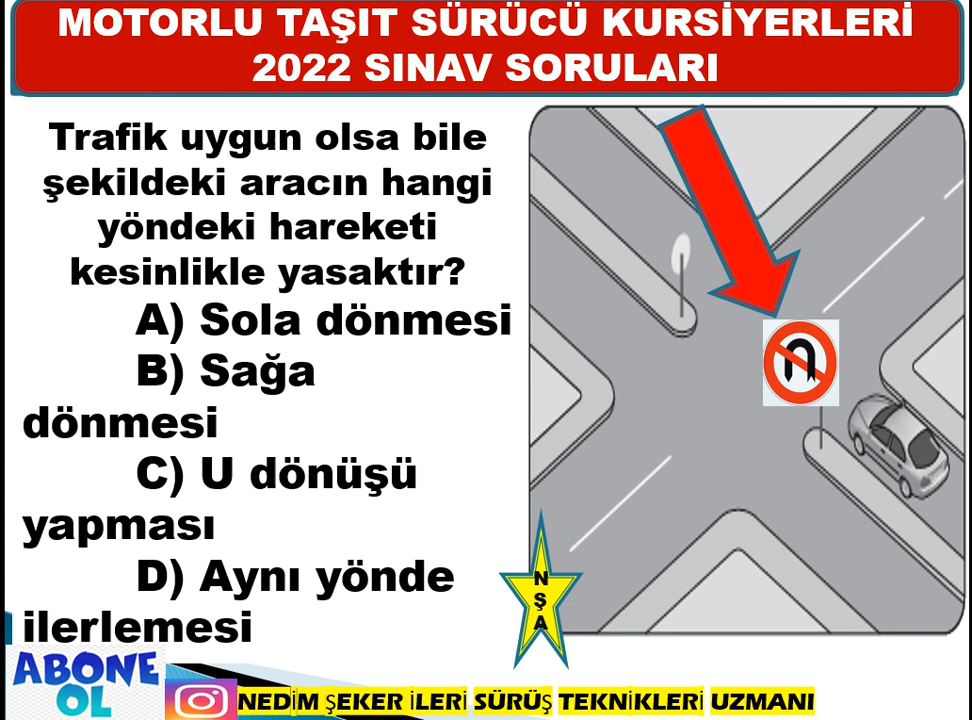 MOTORLU TAŞIT SÜRÜCÜ KURSİYERLERİ
2022 SINAV SORULARI
Trafik uygun olsa bile
şekildeki aracın hangi
yöndeki hareketi
kesinlikle yasaktır?
A) Sola dönmesi
B) Sağa
dönmesi
C) U dönüşü
yapması
D) Aynı yönde
ilerlemesi
N
Ş
A
ABONE
OL
NEDİM ŞEKER İLERİ SÜRÜŞ TEKNİKLERİ UZMANI